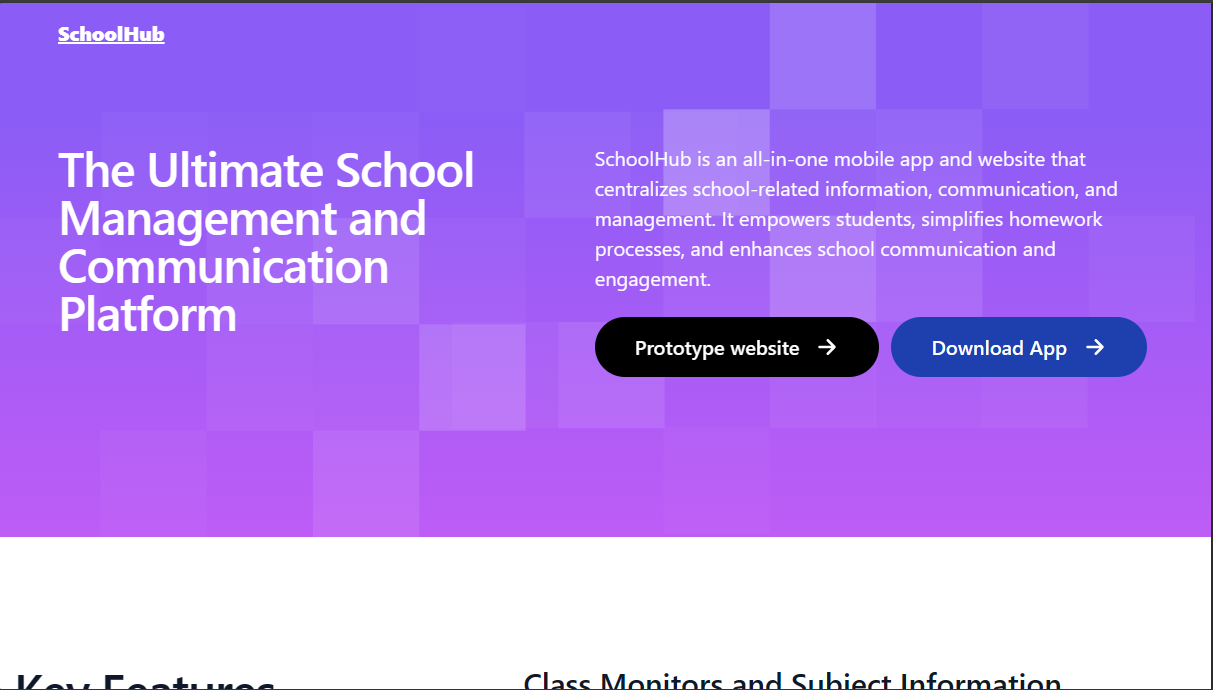 SchoolHub
The Ultimate School
Management and
Communication
Platform
SchoolHub is an all-in-one mobile app and website that
centralizes school-related information, communication, and
management. It empowers students, simplifies homework
processes, and enhances school communication and
engagement.
Prototype website
Download App
Key Features
Class Monitors and Subject Information